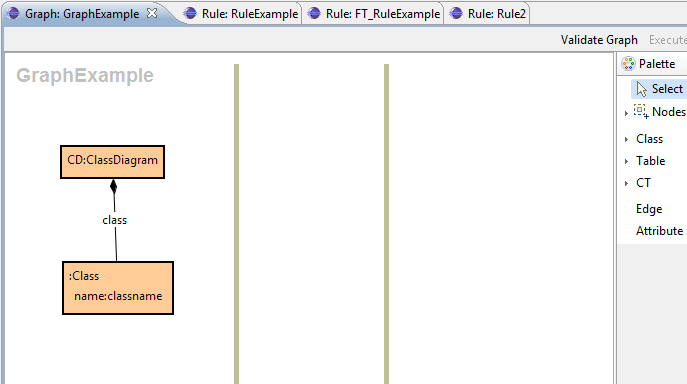 Graph: GraphExample
Rule: RuleExample
Rule: FT_RuleExample
Rule: Rule2
Validate Graph
Execute
GraphExample
Palette
Select
Nodes
Class
Table
CT
Edge
Attribute
CD:ClassDiagram
class
:Class
name:classname